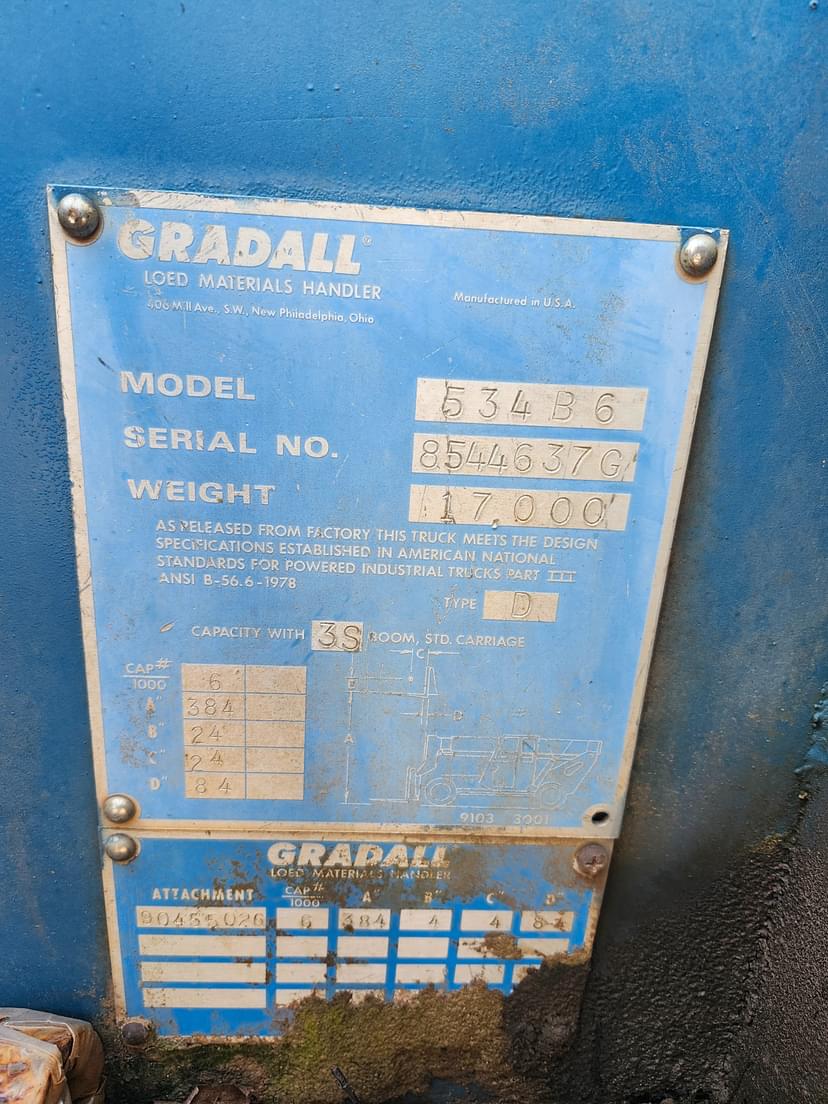 GRADALL®
LOED MATERIALS HANDLER
406 Mill Ave., S.W., New Philadelphia, Ohio
Manufactured in U.S.A.
MODEL 534B6
SERIAL NO. 8544637G
WEIGHT 17,000
AS RELEASED FROM FACTORY THIS TRUCK MEETS THE DESIGN
SPECIFICATIONS ESTABLISHED IN AMERICAN NATIONAL
STANDARDS FOR POWERED INDUSTRIAL TRUCKS PART III
ANSI B-56.6-1978
TYPE D
CAPACITY WITH 3S BOOM, STD. CARRIAGE
CAP# 1000 6
A" 384
B" 24
C" 24
D" 84
C
B
E
D
A
9103 3001
GRADALL
LOED MATERIALS HANDLER
ATTACHMENT CAP# 1000 A" B" C" D"
90455026 6 384 4 4 84